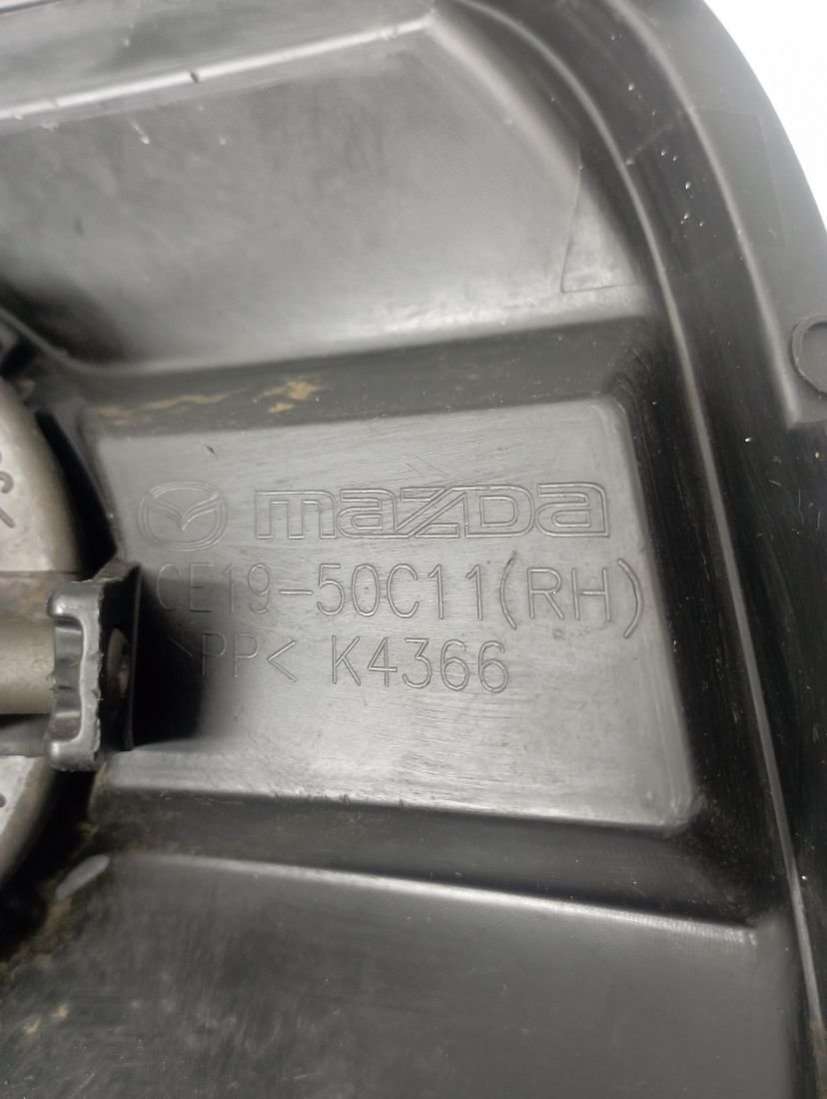 mazda
CE19-50C11(RH)
>PP< K4366